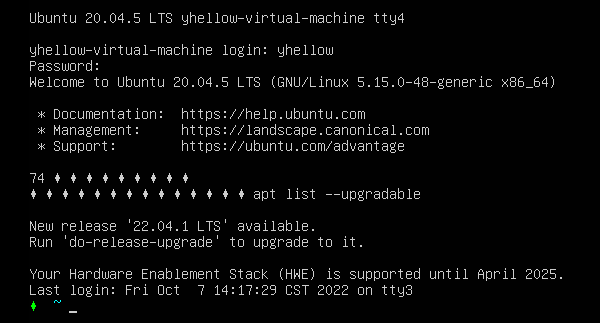 Ubuntu 20.04.5 LTS yhellow-virtual-machine tty4
yhellow-virtual-machine login: yhellow
Password:
Welcome to Ubuntu 20.04.5 LTS (GNU/Linux 5.15.0-48-generic x86_64)
* Documentation:  https://help.ubuntu.com
* Management:     https://landscape.canonical.com
* Support:        https://ubuntu.com/advantage
74 ♦ ♦ ♦ ♦ ♦ ♦ ♦ ♦ ♦
♦ ♦ ♦ ♦ ♦ ♦ ♦ ♦ ♦ ♦ ♦ ♦ ♦ ♦ apt list --upgradable
New release '22.04.1 LTS' available.
Run 'do-release-upgrade' to upgrade to it.
Your Hardware Enablement Stack (HWE) is supported until April 2025.
Last login: Fri Oct  7 14:17:29 CST 2022 on tty3
♦ ~ _